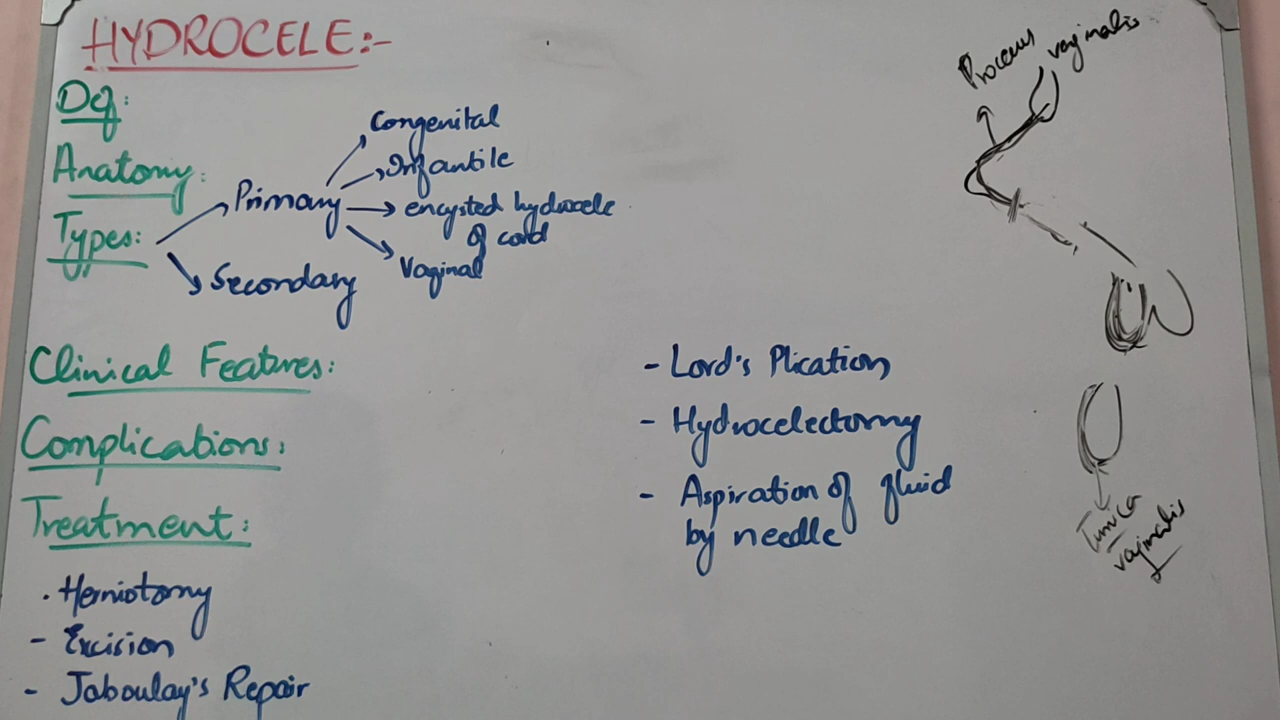 HYDROCELE:-
Def:
Anatomy:
Types:
Primary
Congenital
Infantile
encysted hydrocele
of cord
Vaginal
Secondary
Clinical Features:
Complications:
Treatment:
. Herniotomy
- Excision
- Jaboulay's Repair
- Lord's Plication
- Hydrocelectomy
- Aspiration of fluid
by needle
Processus vaginalis
Tunica
vaginalis